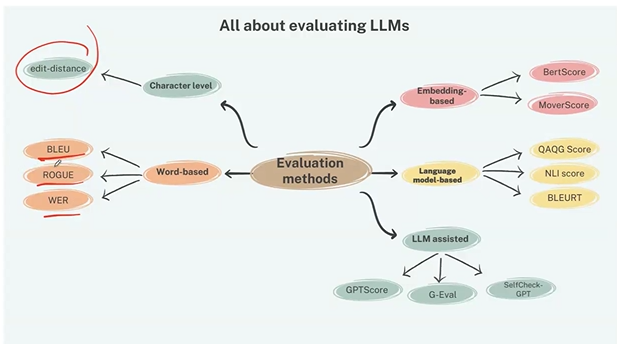 All about evaluating LLMs
edit-distance
Character level
BLEU
ROGUE
WER
Word-based
Evaluation
methods
Embedding-
based
BertScore
MoverScore
Language
model-based
QAQG Score
NLI score
BLEURT
LLM assisted
GPTScore
G-Eval
SelfCheck-
GPT